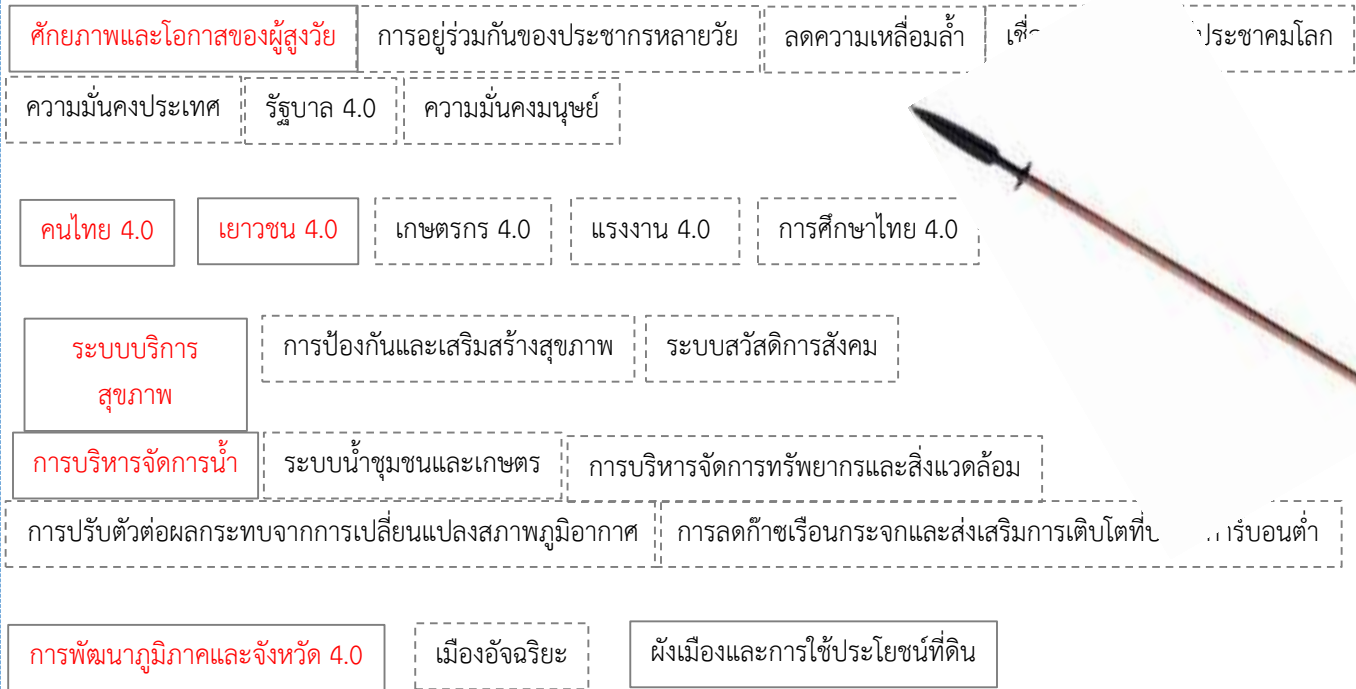 ศักยภาพและโอกาสของผู้สูงวัย การอยู่ร่วมกันของประชากรหลายวัย ลดความเหลื่อมล้ำ ประชาคมโลก
ความมั่นคงประเทศ รัฐบาล 4.0 ความมั่นคงมนุษย์
คนไทย 4.0 เยาวชน 4.0 เกษตรกร 4.0 แรงงาน 4.0 การศึกษาไทย 4.0
ระบบบริการ
สุขภาพ
การป้องกันและเสริมสร้างสุขภาพ ระบบสวัสดิการสังคม
การบริหารจัดการน้ำ ระบบน้ำชุมชนและเกษตร การบริหารจัดการทรัพยากรและสิ่งแวดล้อม
การปรับตัวต่อผลกระทบจากการเปลี่ยนแปลงสภาพภูมิอากาศ การลดก๊าซเรือนกระจกและส่งเสริมการเติบโตที่
การพัฒนาภูมิภาคและจังหวัด 4.0 เมืองอัจฉริยะ ผังเมืองและการใช้ประโยชน์ที่ดิน